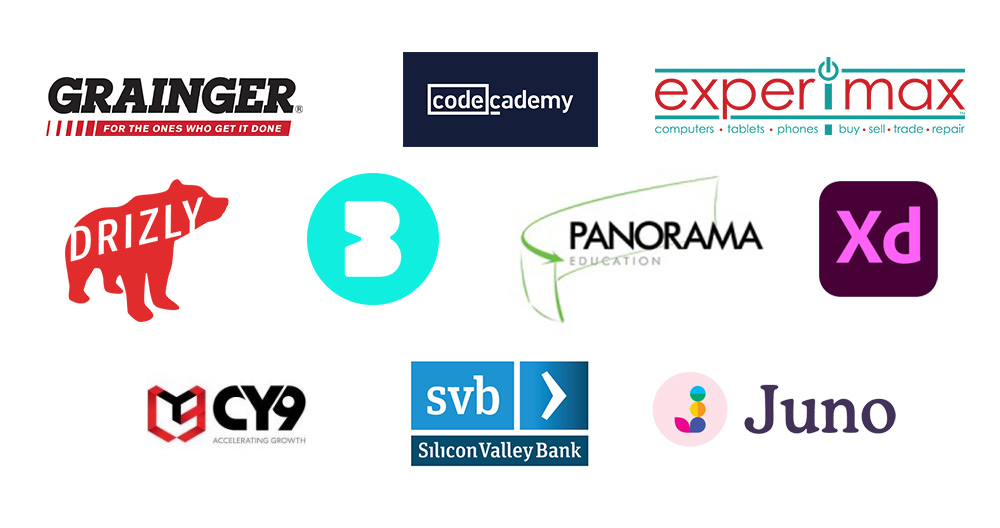 GRAINGER®
FOR THE ONES WHO GET IT DONE
codecademy
experimax™
computers • tablets • phones buy • sell • trade • repair
DRIZLY
B
PANORAMA
EDUCATION
Xd
CY9
ACCELERATING GROWTH
svb
Silicon Valley Bank
Juno